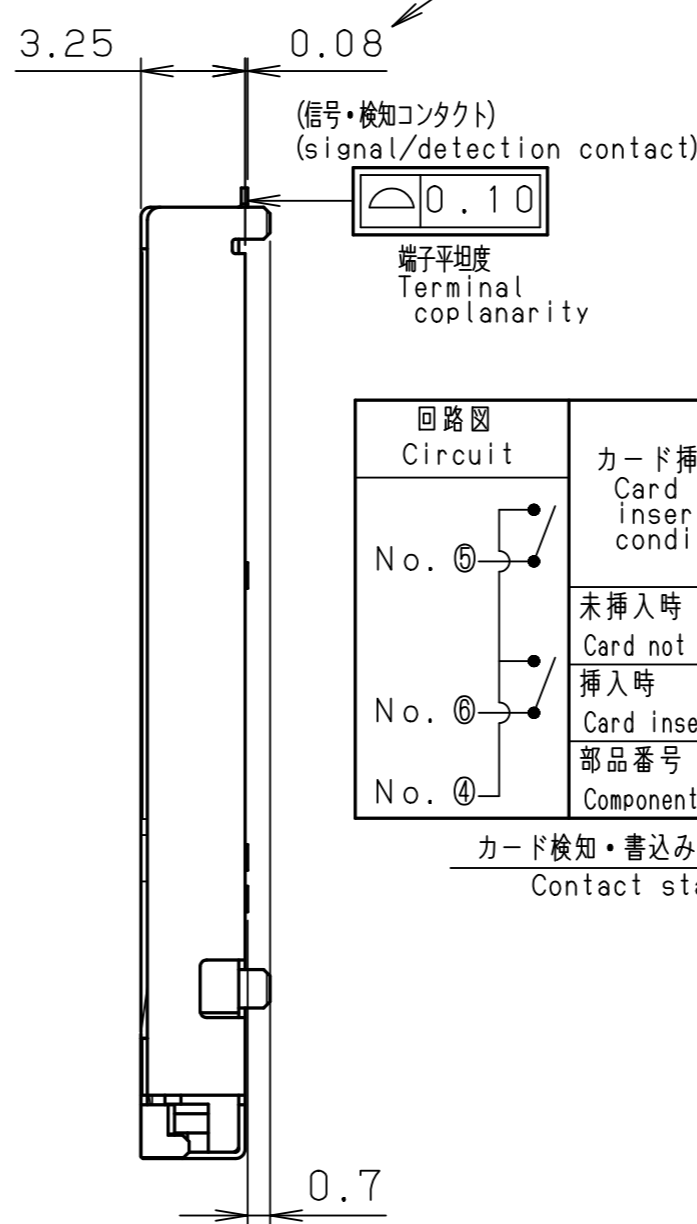 3.25 0.08
(信号・検知コンタクト)
(signal/detection contact)
0.10
端子平坦度
Terminal
coplanarity
回路図
Circuit
No. ⑤
No. ⑥
No. ④
カード挿
Card
inser
condi
未挿入時
Card not
挿入時
Card inse
部品番号
Component
カード検知・書込み
Contact sta
0.7